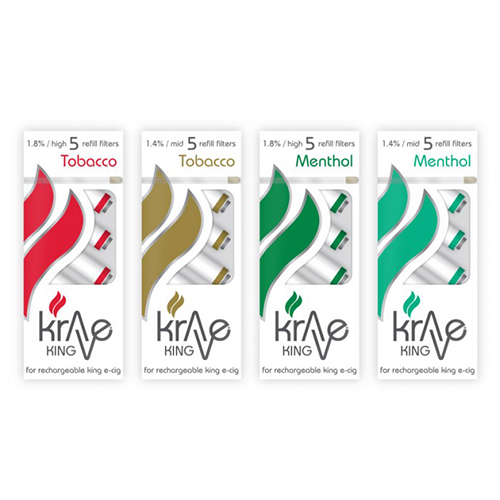 1.8% / high 5 refill filters
Tobacco
krave
KING
for rechargeable king e-cig
1.4% / mid 5 refill filters
Tobacco
krave
KING
for rechargeable king e-cig
1.8% / high 5 refill filters
Menthol
krave
KING
for rechargeable king e-cig
1.4% / mid 5 refill filters
Menthol
krave
KING
for rechargeable king e-cig